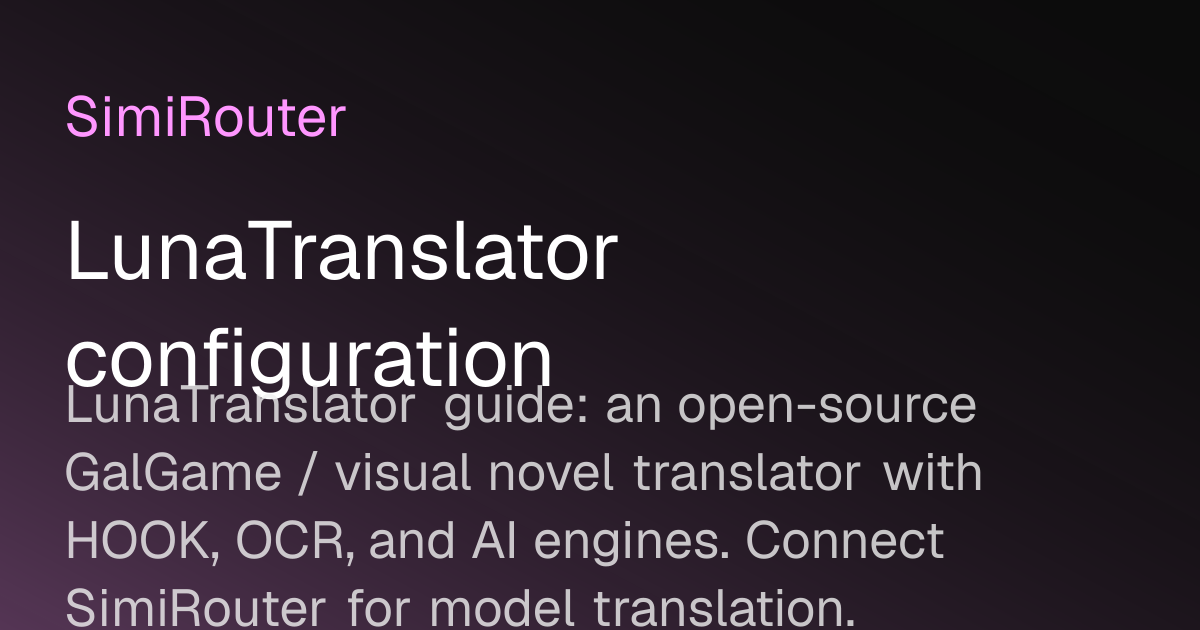 SimiRouter
LunaTranslator
configuration
LunaTranslator guide: an open-source
GalGame / visual novel translator with
HOOK, OCR, and AI engines. Connect
SimiRouter for model translation.